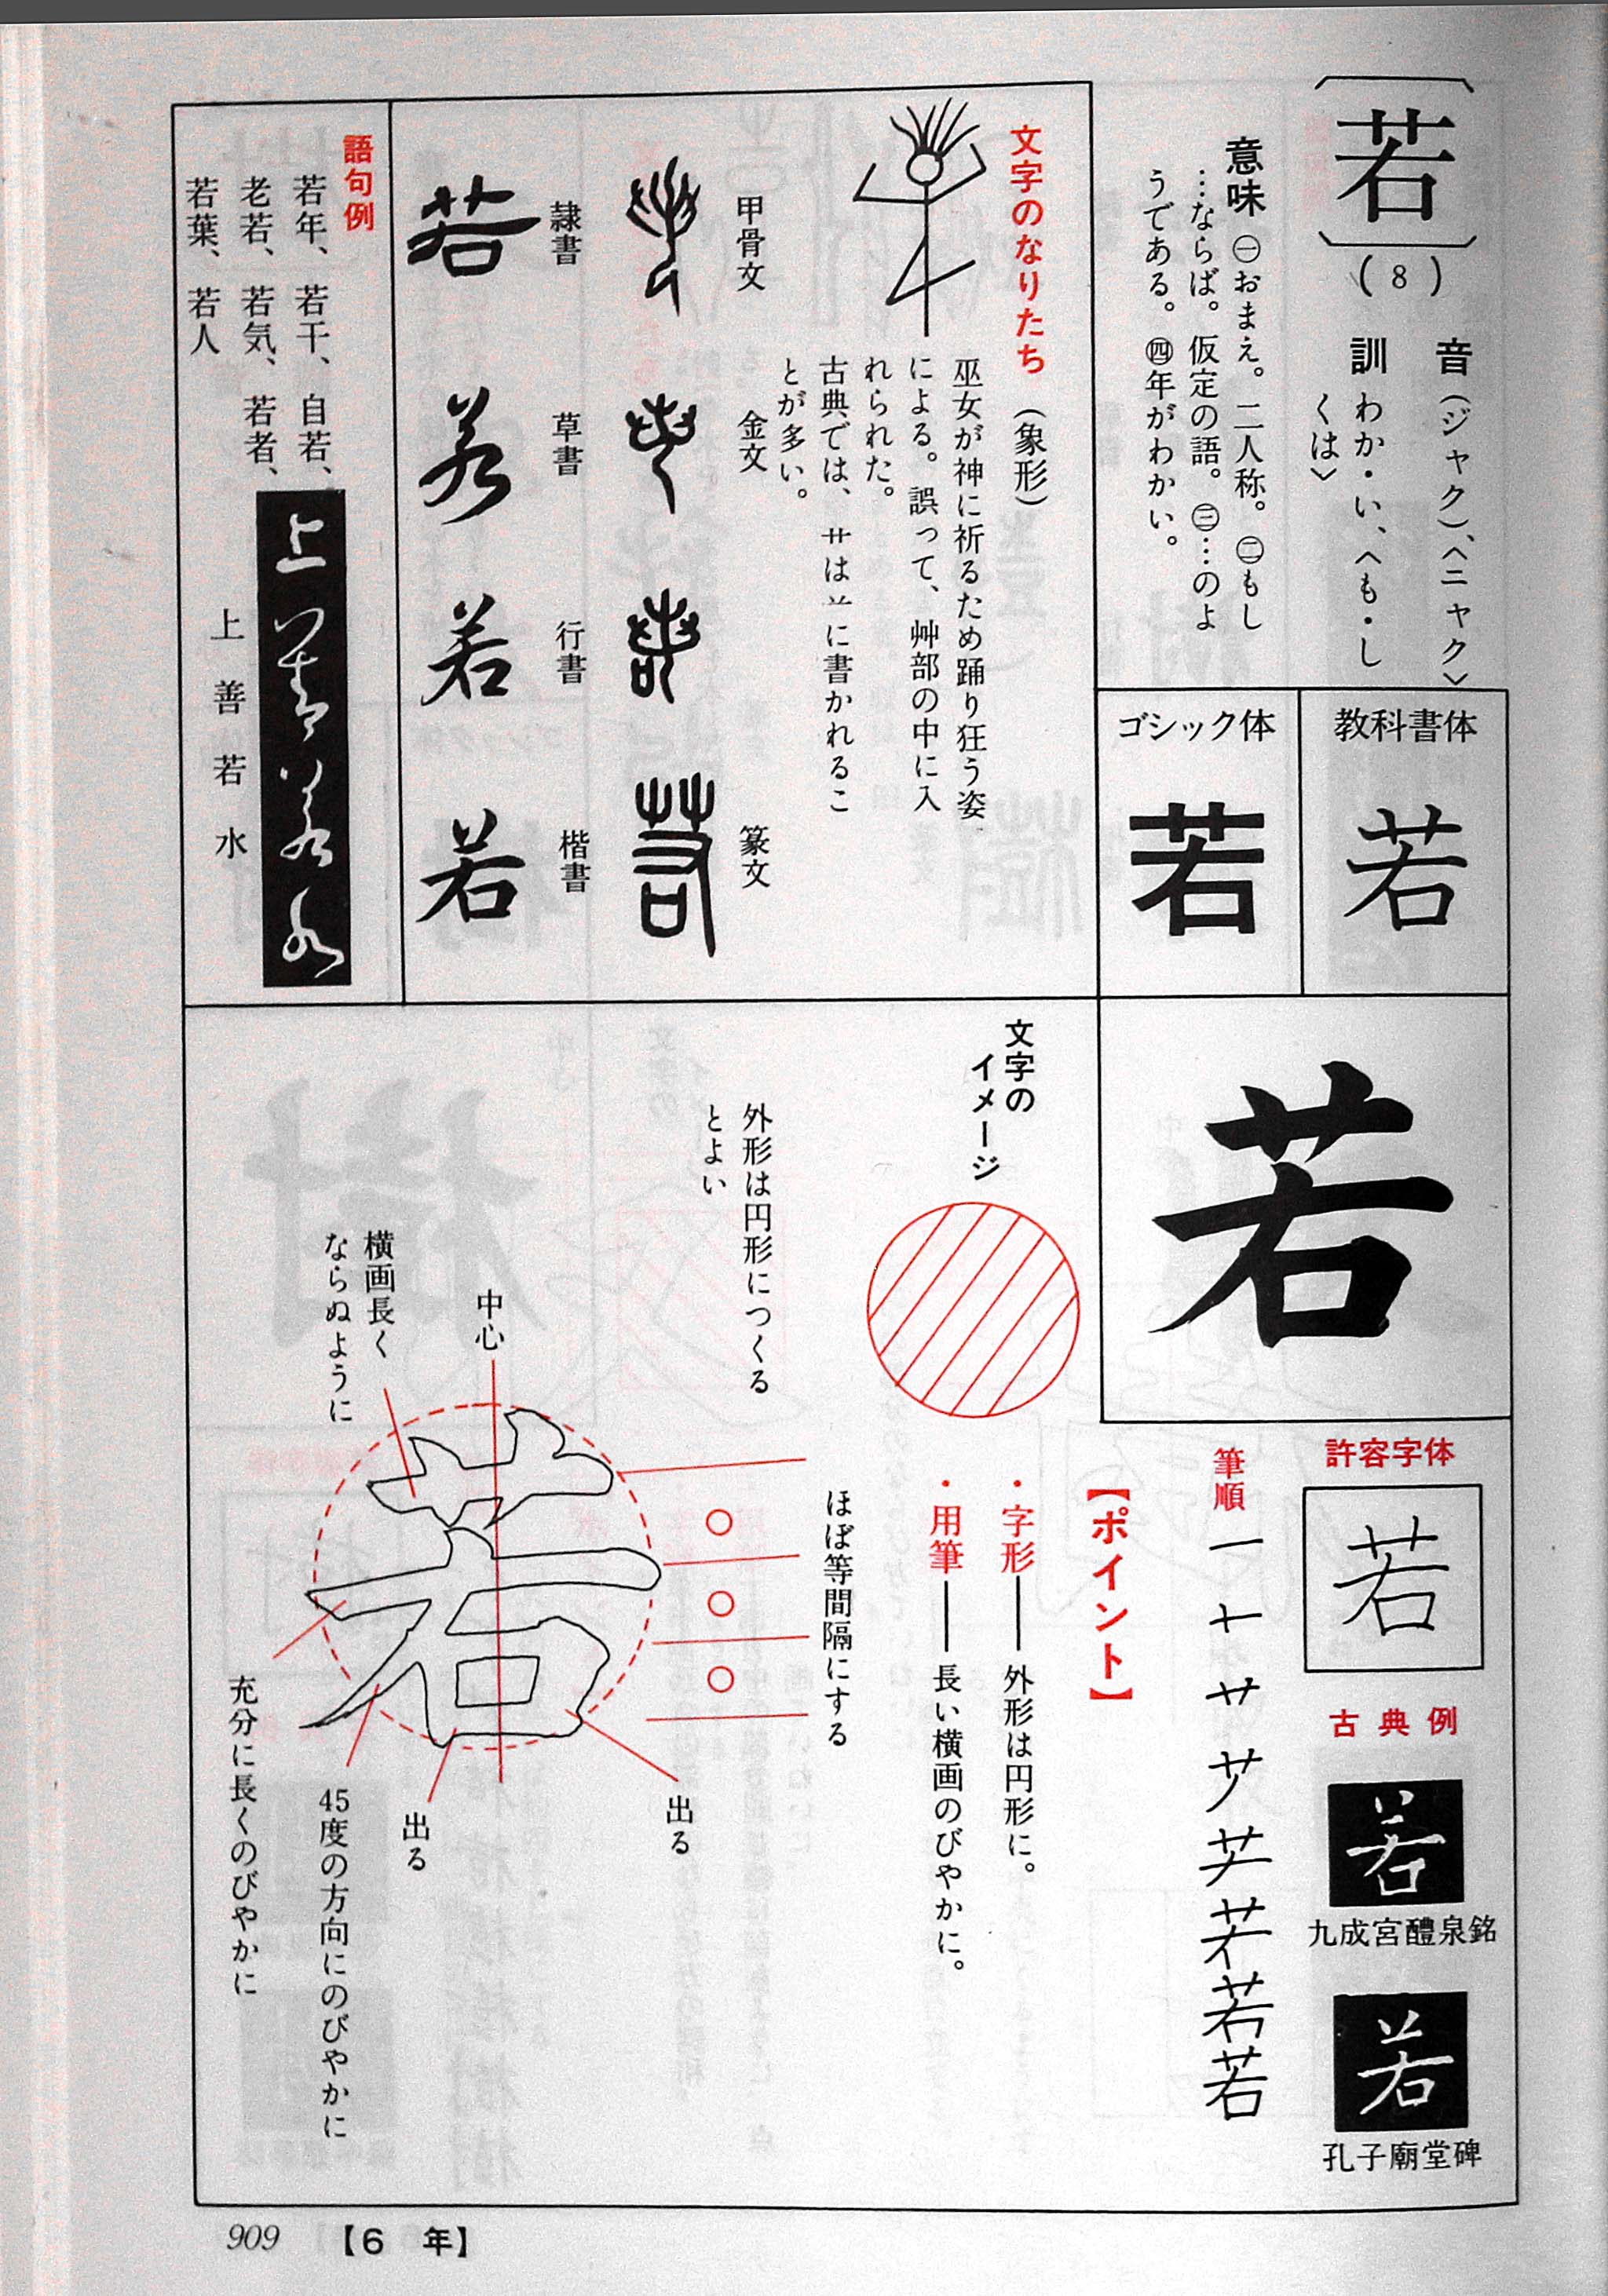 若
(8)
音(ジャク)、〈ニャク〉
訓 わか・い、〈も・し
くは〉
意味 ㊀おまえ。二人称。㊁もし
…ならば。仮定の語。㊂…のよ
うである。㊃年がわかい。
教科書体
若
ゴシック体
若
文字のなりたち(象形)
巫女が神に祈るため踊り狂う姿
による。誤って、艸部の中に入
れられた。
古典では、艹は䒑に書かれるこ
とが多い。
甲骨文
金文
篆文
隷書
若
草書
若
行書
若
楷書
若
語句例
若年、若干、自若、
老若、若気、若者、
若葉、若人
上善若水
上善若水
若
許容字体
若
古典例
若
九成宮醴泉銘
若
孔子廟堂碑
筆順
若
【ポイント】
・字形──外形は円形に。
・用筆──長い横画のびやかに。
文字の
イメージ
外形は円形につくる
とよい
ほぼ等間隔にする
中心
横画長く
ならぬように
出る
出る
45度の方向にのびやかに
充分に長くのびやかに
909 【6 年】